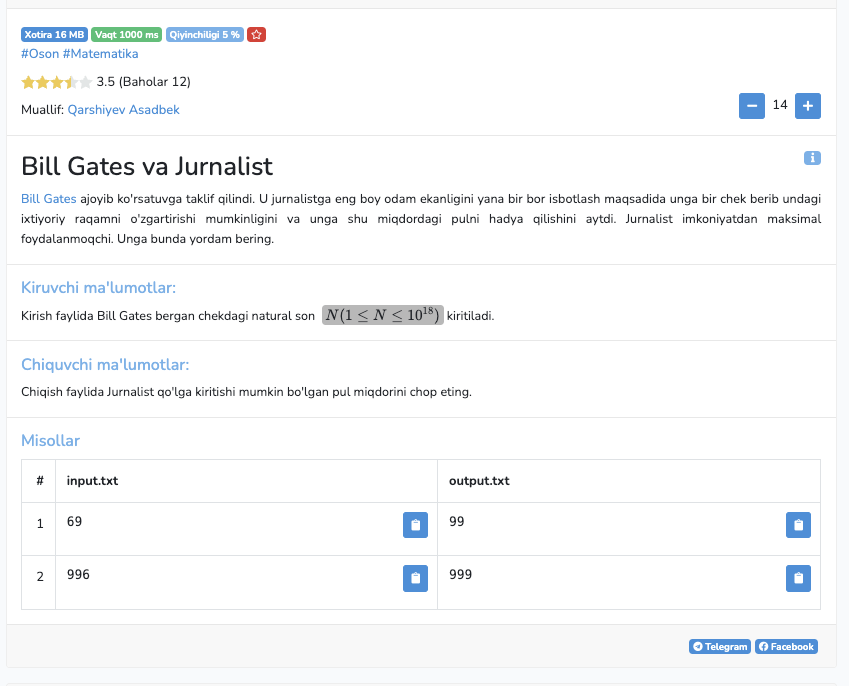 Xotira 16 MB Vaqt 1000 ms Qiyinchiligi 5 %
#Oson #Matematika
3.5 (Baholar 12)
Muallif: Qarshiyev Asadbek
14
Bill Gates va Jurnalist
Bill Gates ajoyib ko'rsatuvga taklif qilindi. U jurnalistga eng boy odam ekanligini yana bir bor isbotlash maqsadida unga bir chek berib undagi
ixtiyoriy raqamni o'zgartirishi mumkinligini va unga shu miqdordagi pulni hadya qilishini aytdi. Jurnalist imkoniyatdan maksimal
foydalanmoqchi. Unga bunda yordam bering.
Kiruvchi ma'lumotlar:
Kirish faylida Bill Gates bergan chekdagi natural son N(1 ≤ N ≤ 10^18) kiritiladi.
Chiquvchi ma'lumotlar:
Chiqish faylida Jurnalist qo'lga kiritishi mumkin bo'lgan pul miqdorini chop eting.
Misollar
# input.txt output.txt
1 69 99
2 996 999
Telegram Facebook